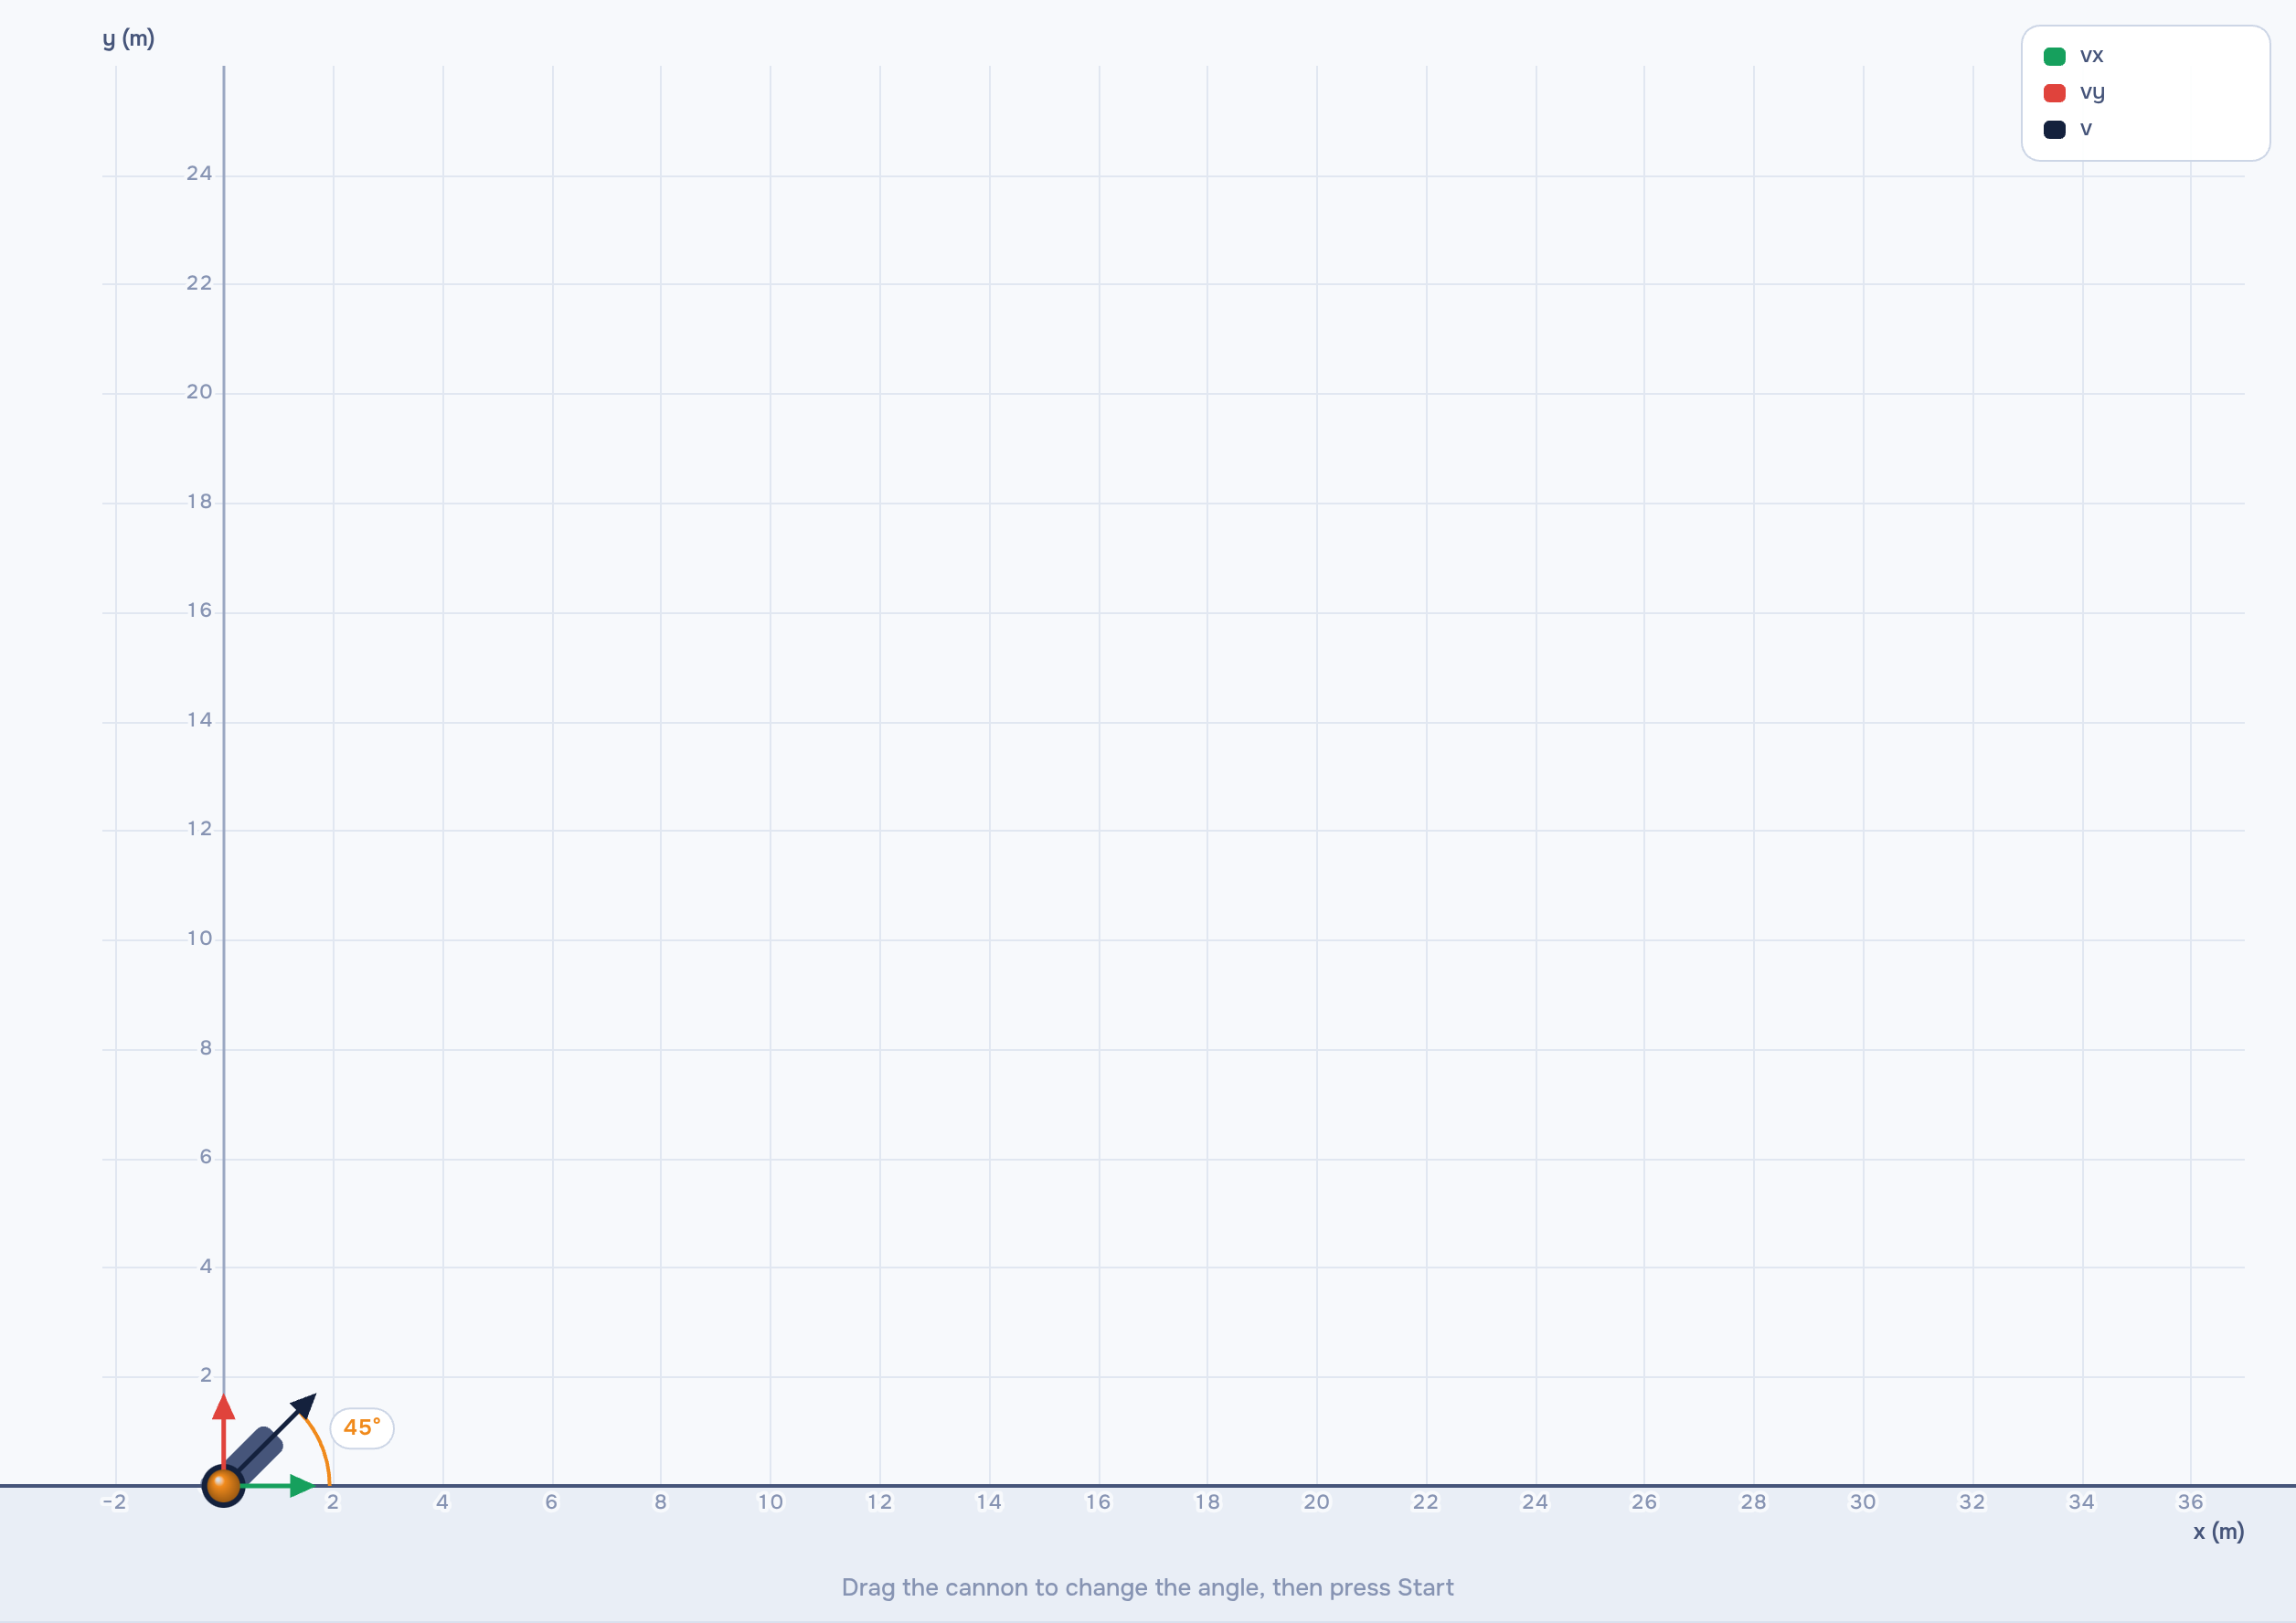 y (m)
vx
vy
v
24
22
20
18
16
14
12
10
8
6
4
2
45°
-2 2 4 6 8 10 12 14 16 18 20 22 24 26 28 30 32 34 36
x (m)
Drag the cannon to change the angle, then press Start